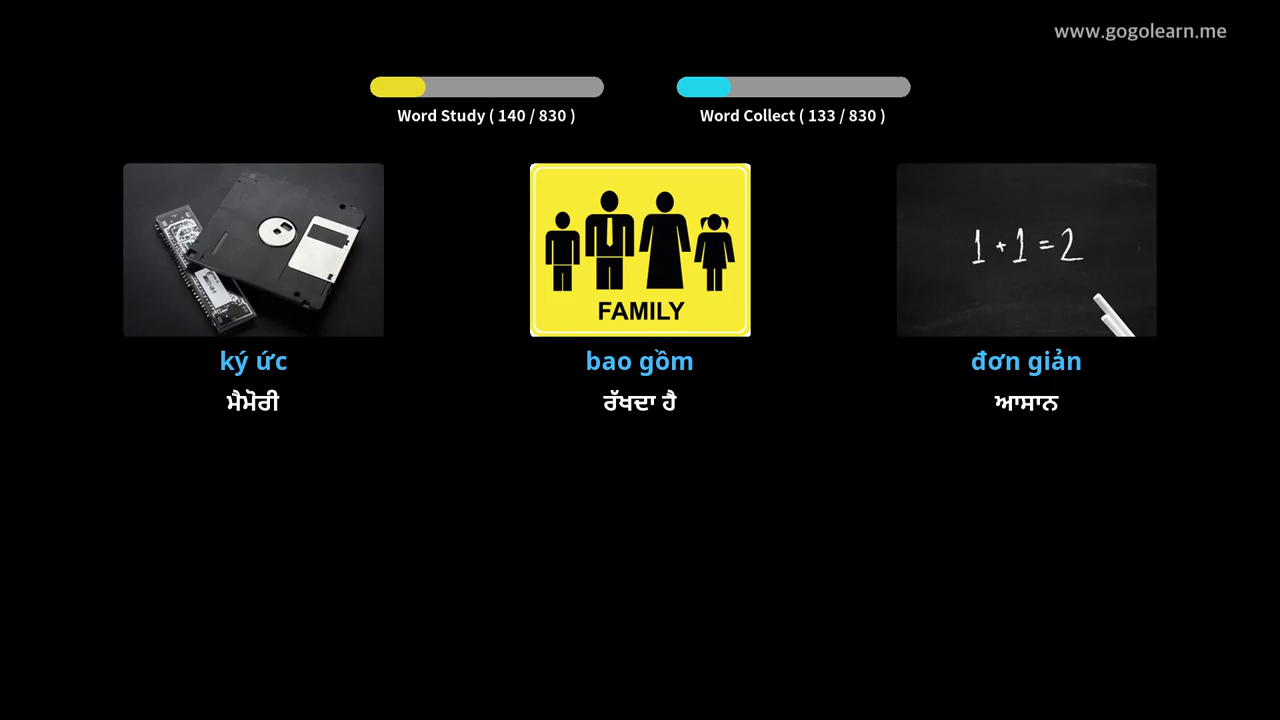 www.gogolearn.me
Word Study ( 140 / 830 )
Word Collect ( 133 / 830 )
FAMILY
1 + 1 = 2
ký ức
bao gồm
đơn giản
ਮੈਮੋਰੀ
ਰੱਖਦਾ ਹੈ
ਆਸਾਨ